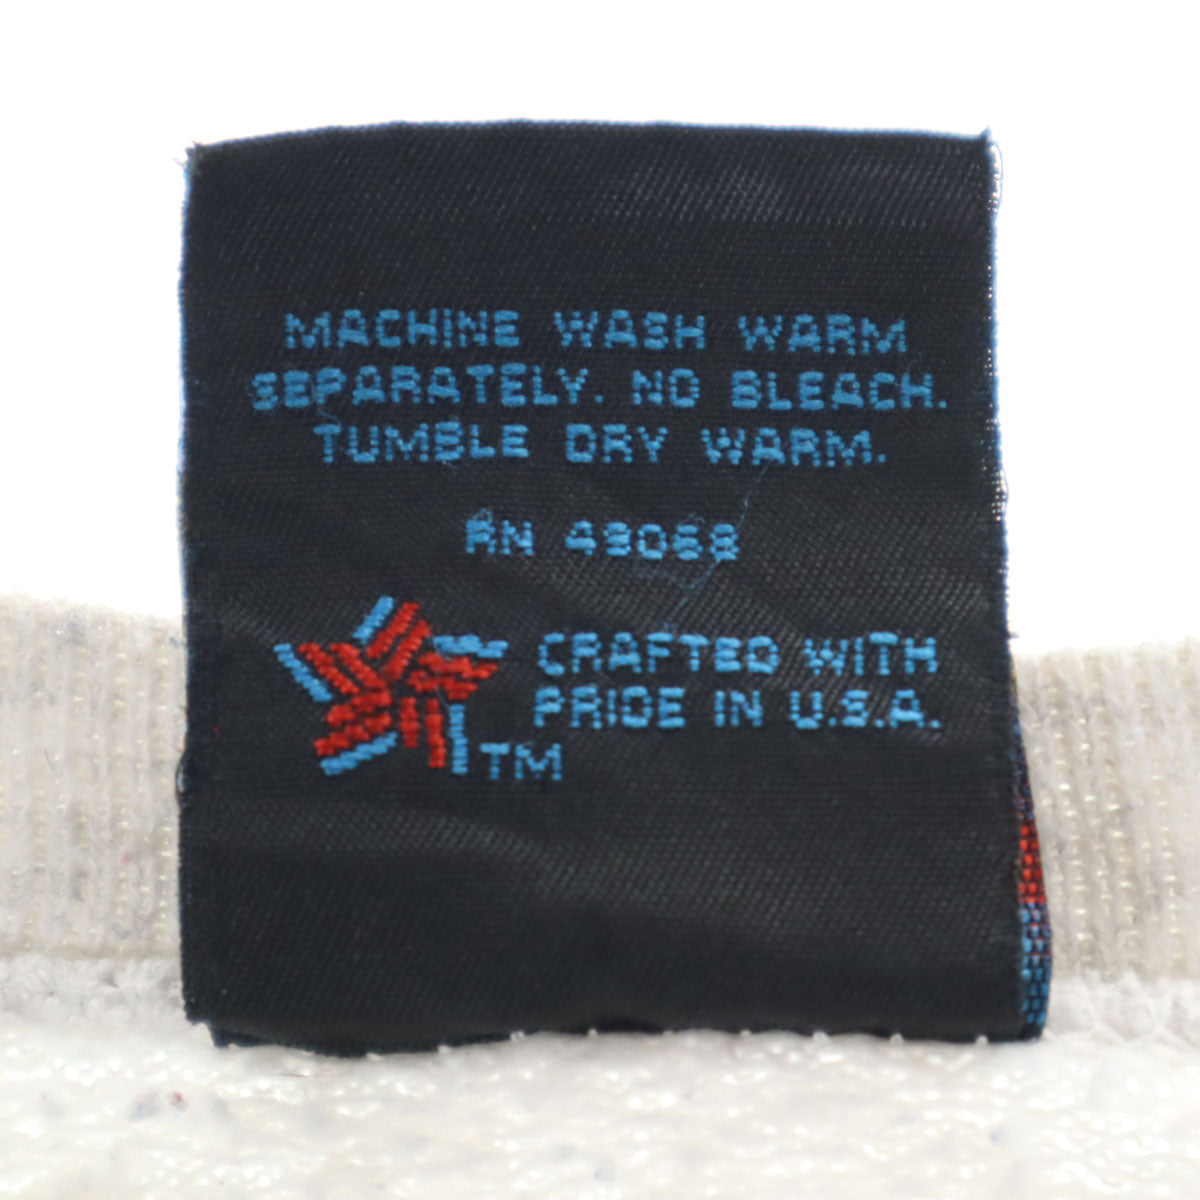 MACHINE WASH WARM
SEPARATELY. NO BLEACH.
TUMBLE DRY WARM.
RN 49068
CRAFTED WITH
PRIDE IN U.S.A.
TM